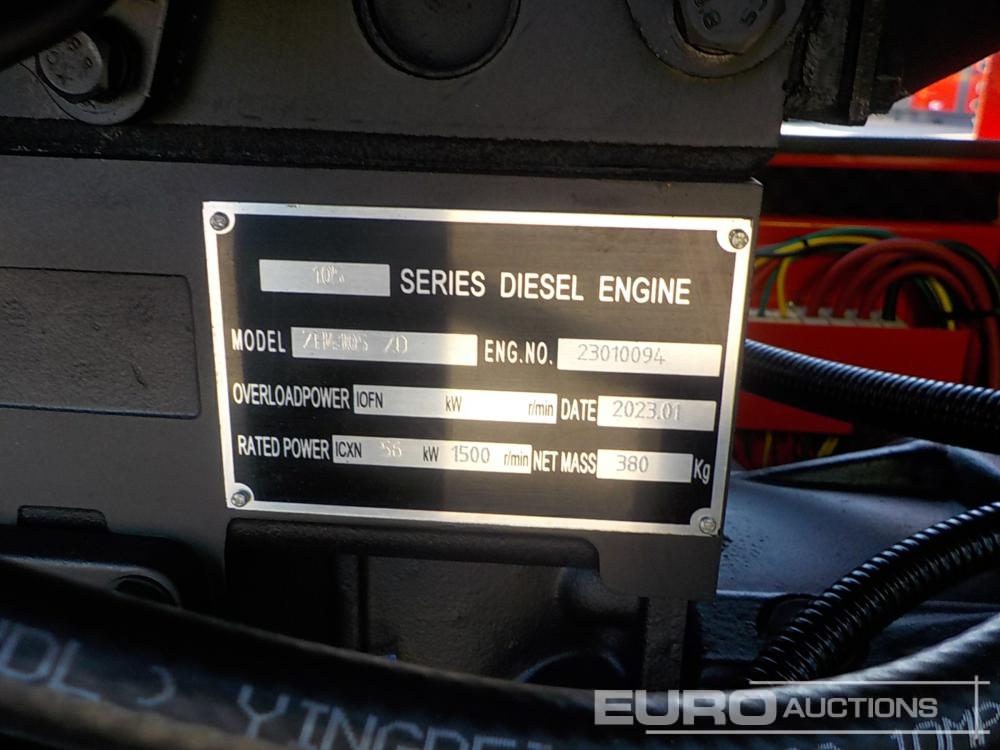 105 SERIES DIESEL ENGINE
MODEL ZD ENG.NO. 23010094
OVERLOADPOWER IOFN kW r/min DATE 2023.01
RATED POWER ICXN 56 kW 1500 r/min NET MASS 380 Kg
EURO AUCTIONS